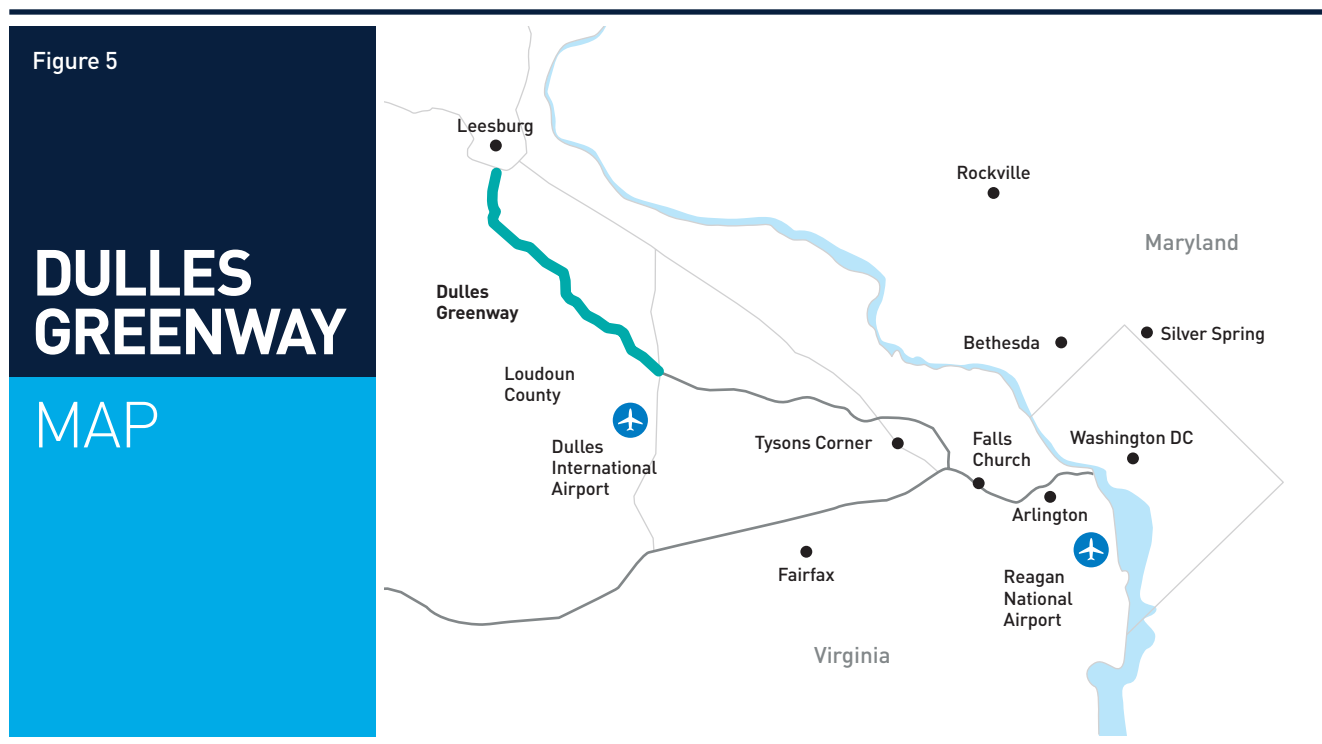 Figure 5
DULLES
GREENWAY
MAP
Leesburg
Rockville
Maryland
Dulles
Greenway
Silver Spring
Bethesda
Loudoun
County
Tysons Corner
Falls
Church
Washington DC
Dulles
International
Airport
Arlington
Fairfax
Reagan
National
Airport
Virginia